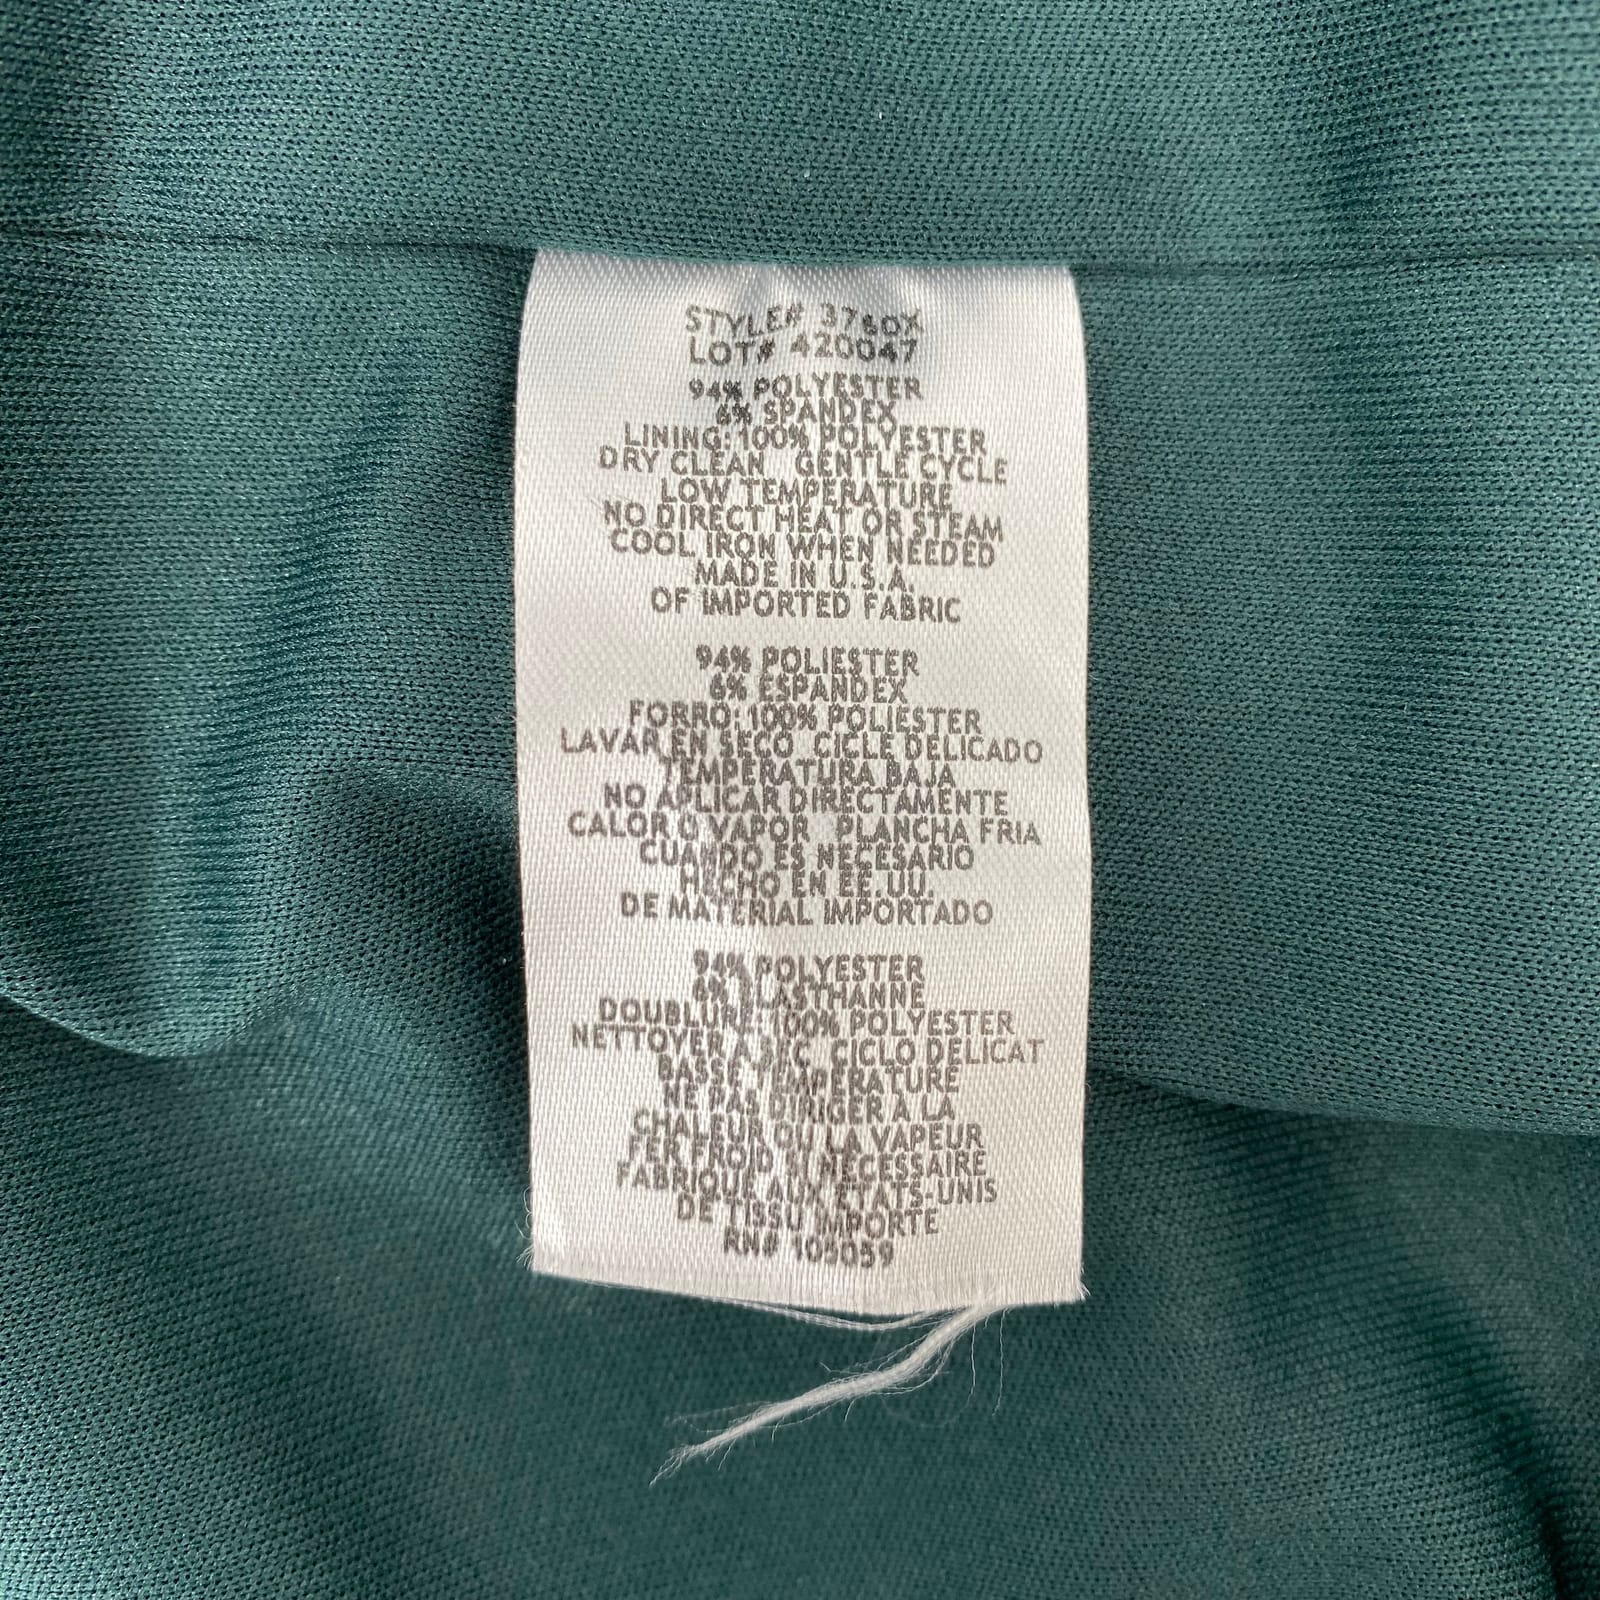 STYLE# 3760X
LOT# 420047
94% POLYESTER
6% SPANDEX
LINING: 100% POLYESTER
DRY CLEAN GENTLE CYCLE
LOW TEMPERATURE
NO DIRECT HEAT OR STEAM
COOL IRON WHEN NEEDED
MADE IN U.S.A.
OF IMPORTED FABRIC
94% POLIESTER
6% ESPANDEX
FORRO: 100% POLIESTER
LAVAR EN SECO CICLE DELICADO
TEMPERATURA BAJA
NO APLICAR DIRECTAMENTE
CALOR O VAPOR PLANCHA FRIA
CUANDO ES NECESARIO
HECHO EN EE.UU.
DE MATERIAL IMPORTADO
94% POLYESTER
6% LASTHANNE
DOUBLURE: 100% POLYESTER
NETTOYER A SEC CICLO DELICAT
BASSE TEMPERATURE
NE PAS DIRIGER À LA
CHALEUR OU LA VAPEUR
FER FROID SI NECESSAIRE
FABRIQUE AUX ETATS-UNIS
DE TISSU IMPORTE
RN# 105059